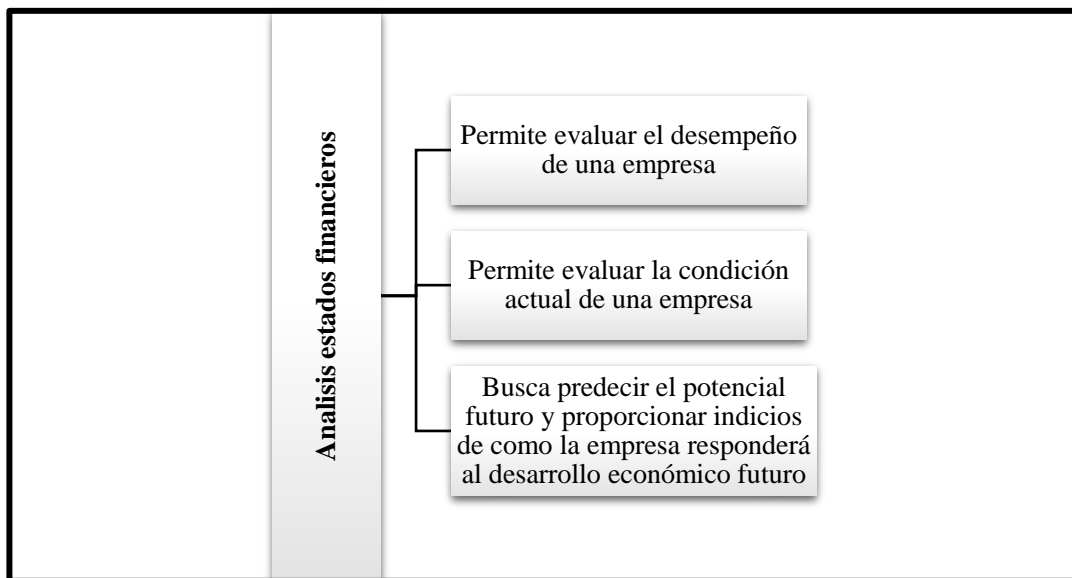 Analisis estados financieros
Permite evaluar el desempeño
de una empresa
Permite evaluar la condición
actual de una empresa
Busca predecir el potencial
futuro y proporcionar indicios
de como la empresa responderá
al desarrollo económico futuro